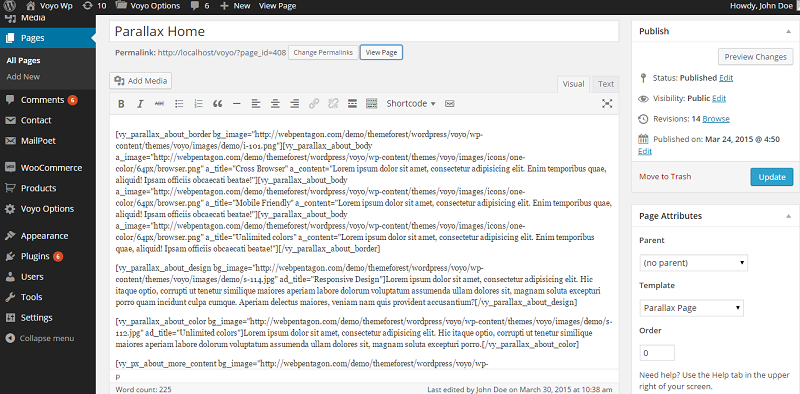 Voyo Wp 10 Voyo Options 6 New View Page Howdy, John Doe
Media
Pages
All Pages
Add New
Comments 6
Contact
MailPoet
WooCommerce
Products
Voyo Options
Appearance
Plugins 6
Users
Tools
Settings
Collapse menu
Parallax Home
Permalink: http://localhost/voyo/?page_id=408 Change Permalinks View Page
Add Media
Visual Text
B I ABC Shortcode
[vy_parallax_about_border bg_image="http://webpentagon.com/demo/themeforest/wordpress/voyo/wp-
content/themes/voyo/images/demo/i-101.png"][vy_parallax_about_body
a_image="http://webpentagon.com/demo/themeforest/wordpress/voyo/wp-content/themes/voyo/images/icons/one-
color/64px/browser.png" a_title="Cross Browser" a_content="Lorem ipsum dolor sit amet, consectetur adipisicing elit. Enim temporibus quae,
aliquid! Ipsam officiis obcaecati beatae!"][vy_parallax_about_body
a_image="http://webpentagon.com/demo/themeforest/wordpress/voyo/wp-content/themes/voyo/images/icons/one-
color/64px/browser.png" a_title="Mobile Friendly" a_content="Lorem ipsum dolor sit amet, consectetur adipisicing elit. Enim temporibus quae,
aliquid! Ipsam officiis obcaecati beatae!"][vy_parallax_about_body
a_image="http://webpentagon.com/demo/themeforest/wordpress/voyo/wp-content/themes/voyo/images/icons/one-
color/64px/browser.png" a_title="Unlimited colors" a_content="Lorem ipsum dolor sit amet, consectetur adipisicing elit. Enim temporibus
quae, aliquid! Ipsam officiis obcaecati beatae!"][/vy_parallax_about_border]
[vy_parallax_about_design bg_image="http://webpentagon.com/demo/themeforest/wordpress/voyo/wp-
content/themes/voyo/images/demo/s-114.jpg" ad_title="Responsive Design"]Lorem ipsum dolor sit amet, consectetur adipisicing elit. Hic
itaque optio, corrupti ut tenetur similique maiores aperiam labore dolorum voluptatum assumenda ullam dolores sit, magnam soluta excepturi
porro quam incidunt culpa cumque. Aperiam delectus maiores, veniam nam quis provident accusantium?[/vy_parallax_about_design]
[vy_parallax_about_color bg_image="http://webpentagon.com/demo/themeforest/wordpress/voyo/wp-content/themes/voyo/images/demo/s-
112.jpg" ad_title="Unlimited colors"]Lorem ipsum dolor sit amet, consectetur adipisicing elit. Hic itaque optio, corrupti ut tenetur similique
maiores aperiam labore dolorum voluptatum assumenda ullam dolores sit, magnam soluta excepturi porro.[/vy_parallax_about_color]
[vy_px_about_more_content bg_image="http://webpentagon.com/demo/themeforest/wordpress/voyo/wp-
p
Word count: 225 Last edited by John Doe on March 30, 2015 at 10:38 am
Publish
Preview Changes
Status: Published Edit
Visibility: Public Edit
Revisions: 14 Browse
Published on: Mar 24, 2015 @ 4:50
Edit
Move to Trash Update
Page Attributes
Parent
(no parent)
Template
Parallax Page
Order
0
Need help? Use the Help tab in the upper
right of your screen.